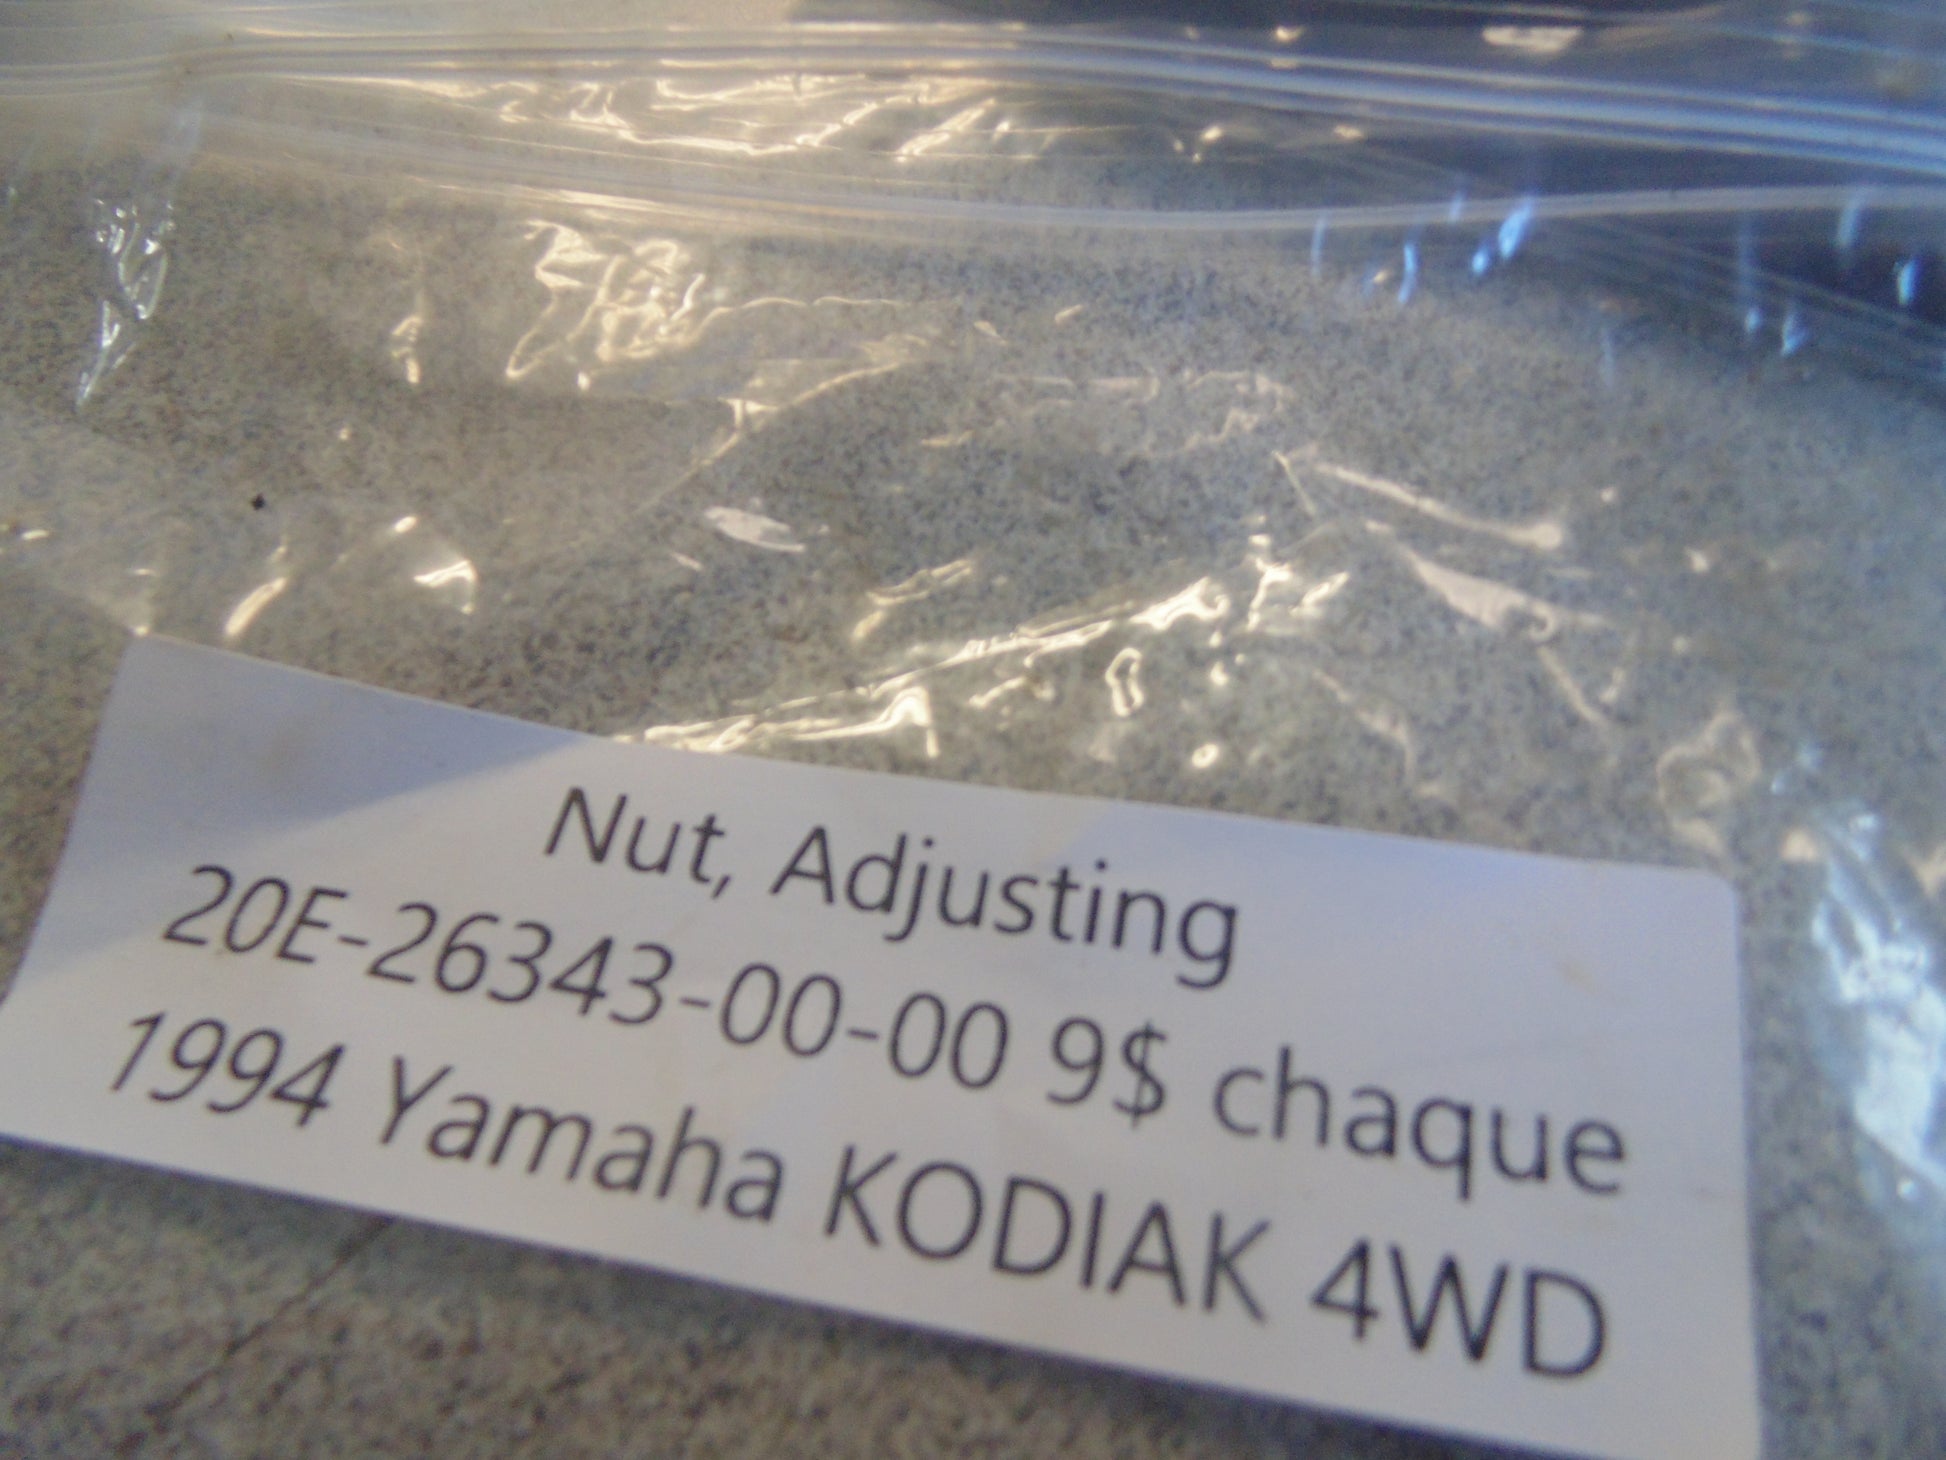 Nut, Adjusting
20E-26343-00-00 9$ chaque
1994 Yamaha KODIAK 4WD